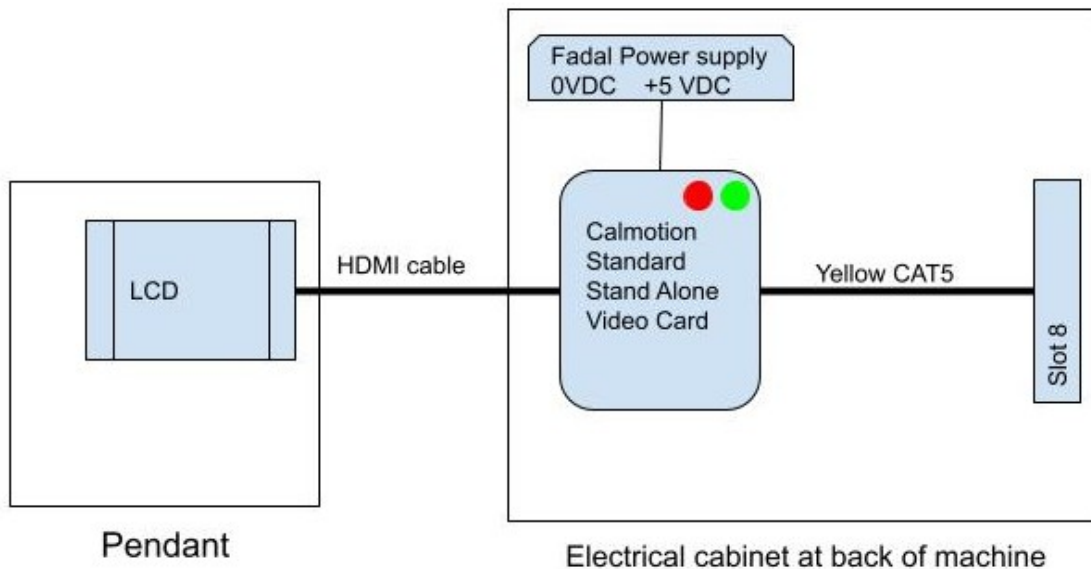 Fadal Power supply
0VDC +5 VDC
Calmotion
Standard
Stand Alone
Video Card
HDMI cable
LCD
Yellow CAT5
Slot 8
Pendant
Electrical cabinet at back of machine